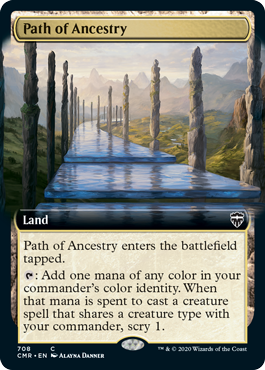 Path of Ancestry
Land
Path of Ancestry enters the battlefield
tapped.
: Add one mana of any color in your
commander's color identity. When
that mana is spent to cast a creature
spell that shares a creature type with
your commander, scry 1.
708 C
CMR • EN ALAYNA DANNER
™ & © 2020 Wizards of the Coast